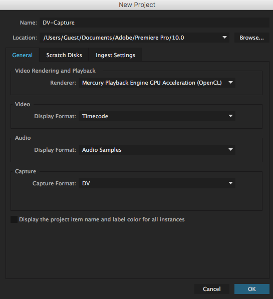 New Project
Name: DV-Capture
Location: /Users/Guest/Documents/Adobe/Premiere Pro/10.0 Browse...
General Scratch Disks Ingest Settings
Video Rendering and Playback
Renderer: Mercury Playback Engine GPU Acceleration (OpenCL)
Video
Display Format: Timecode
Audio
Display Format: Audio Samples
Capture
Capture Format: DV
Display the project item name and label color for all instances
Cancel OK